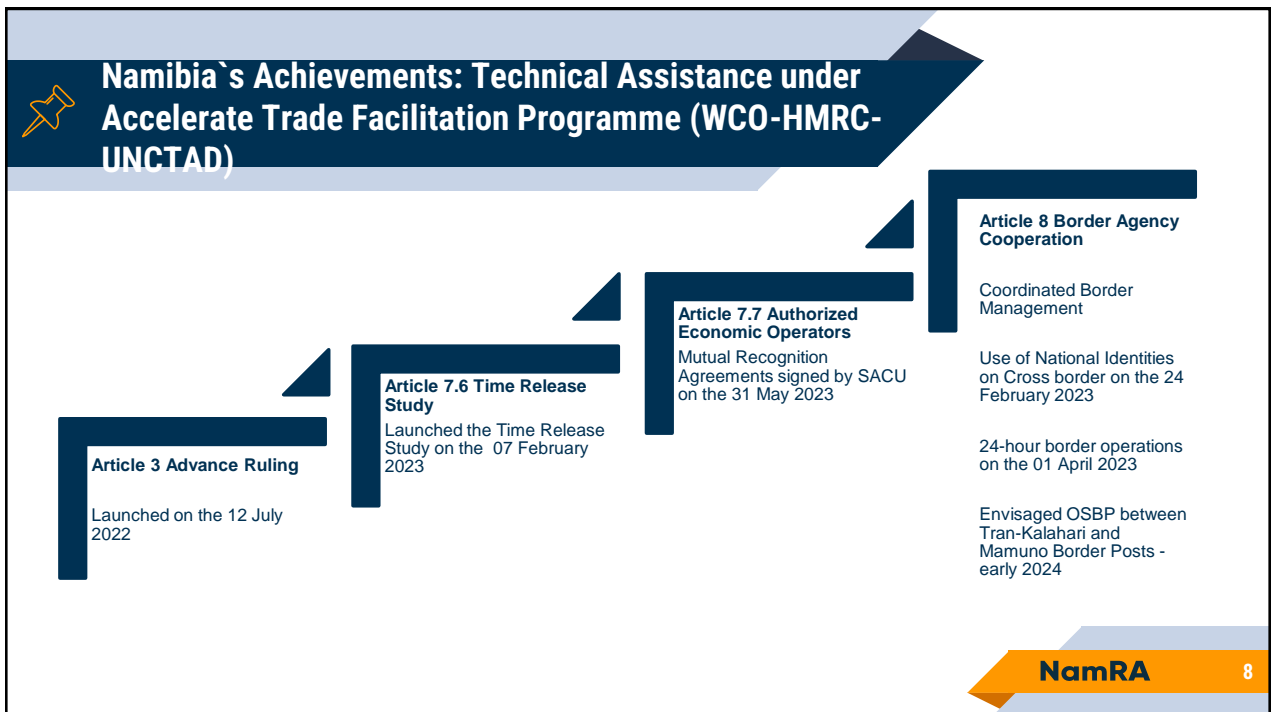 Namibia`s Achievements: Technical Assistance under
Accelerate Trade Facilitation Programme (WCO-HMRC-
UNCTAD)
Article 3 Advance Ruling
Launched on the 12 July
2022
Article 7.6 Time Release
Study
Launched the Time Release
Study on the 07 February
2023
Article 7.7 Authorized
Economic Operators
Mutual Recognition
Agreements signed by SACU
on the 31 May 2023
Article 8 Border Agency
Cooperation
Coordinated Border
Management
Use of National Identities
on Cross border on the 24
February 2023
24-hour border operations
on the 01 April 2023
Envisaged OSBP between
Tran-Kalahari and
Mamuno Border Posts -
early 2024
NamRA
8